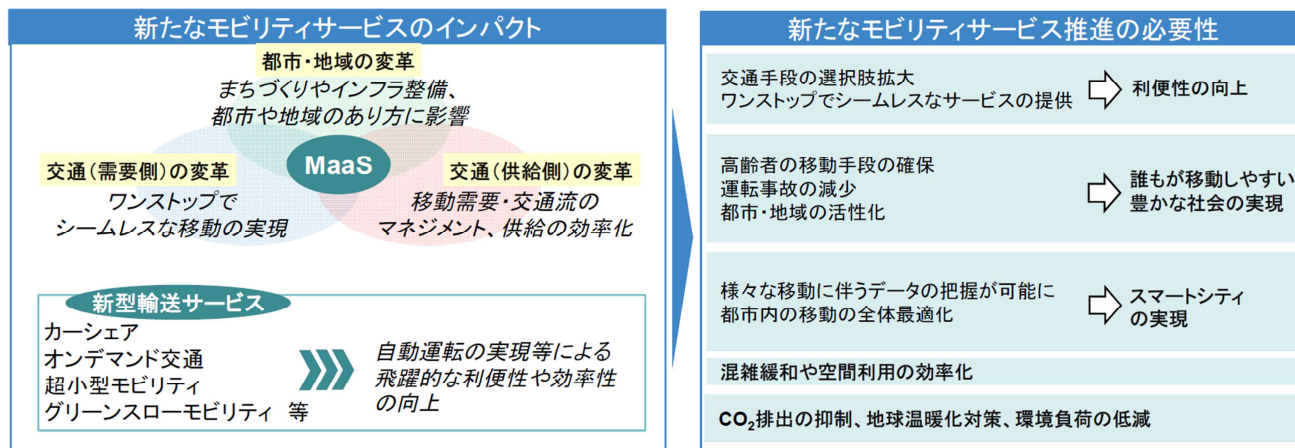 新たなモビリティサービスのインパクト
都市・地域の変革
まちづくりやインフラ整備、
都市や地域のあり方に影響
MaaS
交通(需要側)の変革
ワンストップで
シームレスな移動の実現
交通(供給側)の変革
移動需要・交通流の
マネジメント、供給の効率化
新型輸送サービス
カーシェア
オンデマンド交通
超小型モビリティ
グリーンスローモビリティ 等
自動運転の実現等による
飛躍的な利便性や効率性
の向上
新たなモビリティサービス推進の必要性
交通手段の選択肢拡大
ワンストップでシームレスなサービスの提供
利便性の向上
高齢者の移動手段の確保
運転事故の減少
都市・地域の活性化
誰もが移動しやすい
豊かな社会の実現
様々な移動に伴うデータの把握が可能に
都市内の移動の全体最適化
スマートシティ
の実現
混雑緩和や空間利用の効率化
CO₂排出の抑制、地球温暖化対策、環境負荷の低減